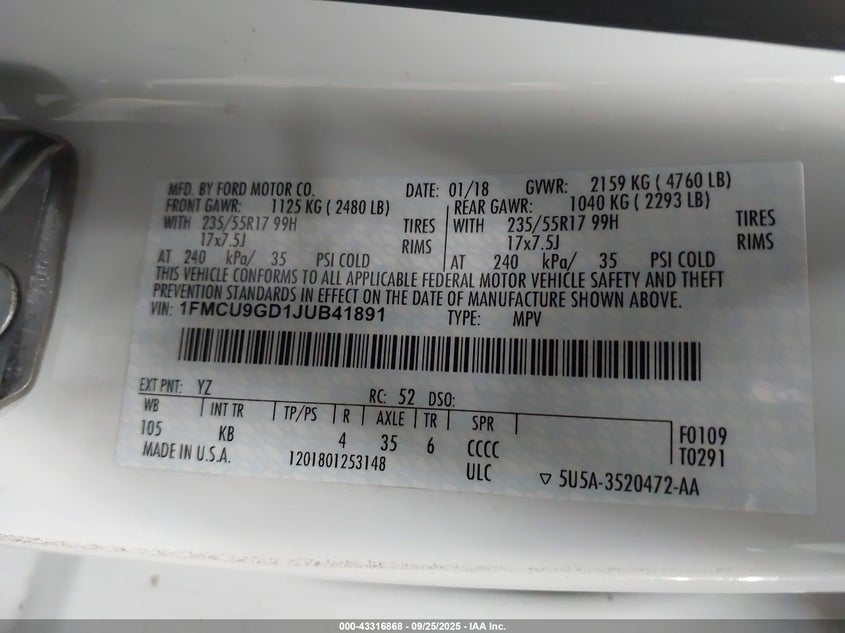 MFD. BY FORD MOTOR CO. DATE: 01/18 GVWR: 2159 KG ( 4760 LB)
FRONT GAWR: 1125 KG ( 2480 LB) REAR GAWR: 1040 KG ( 2293 LB)
WITH 235/55R17 99H TIRES WITH 235/55R17 99H TIRES
17x7.5J RIMS 17x7.5J RIMS
AT 240 kPa/ 35 PSI COLD AT 240 kPa/ 35 PSI COLD
THIS VEHICLE CONFORMS TO ALL APPLICABLE FEDERAL MOTOR VEHICLE SAFETY AND THEFT
PREVENTION STANDARDS IN EFFECT ON THE DATE OF MANUFACTURE SHOWN ABOVE.
VIN: 1FMCU9GD1JUB41891 TYPE: MPV
EXT PNT: YZ RC: 52 DSO:
WB INT TR TP/PS R AXLE TR SPR
105 KB 4 35 6 CCCC F0109
MADE IN U.S.A. 1201801253148 ULC T0291
5U5A-3520472-AA
000-43316868 - 09/25/2025 - IAA Inc.